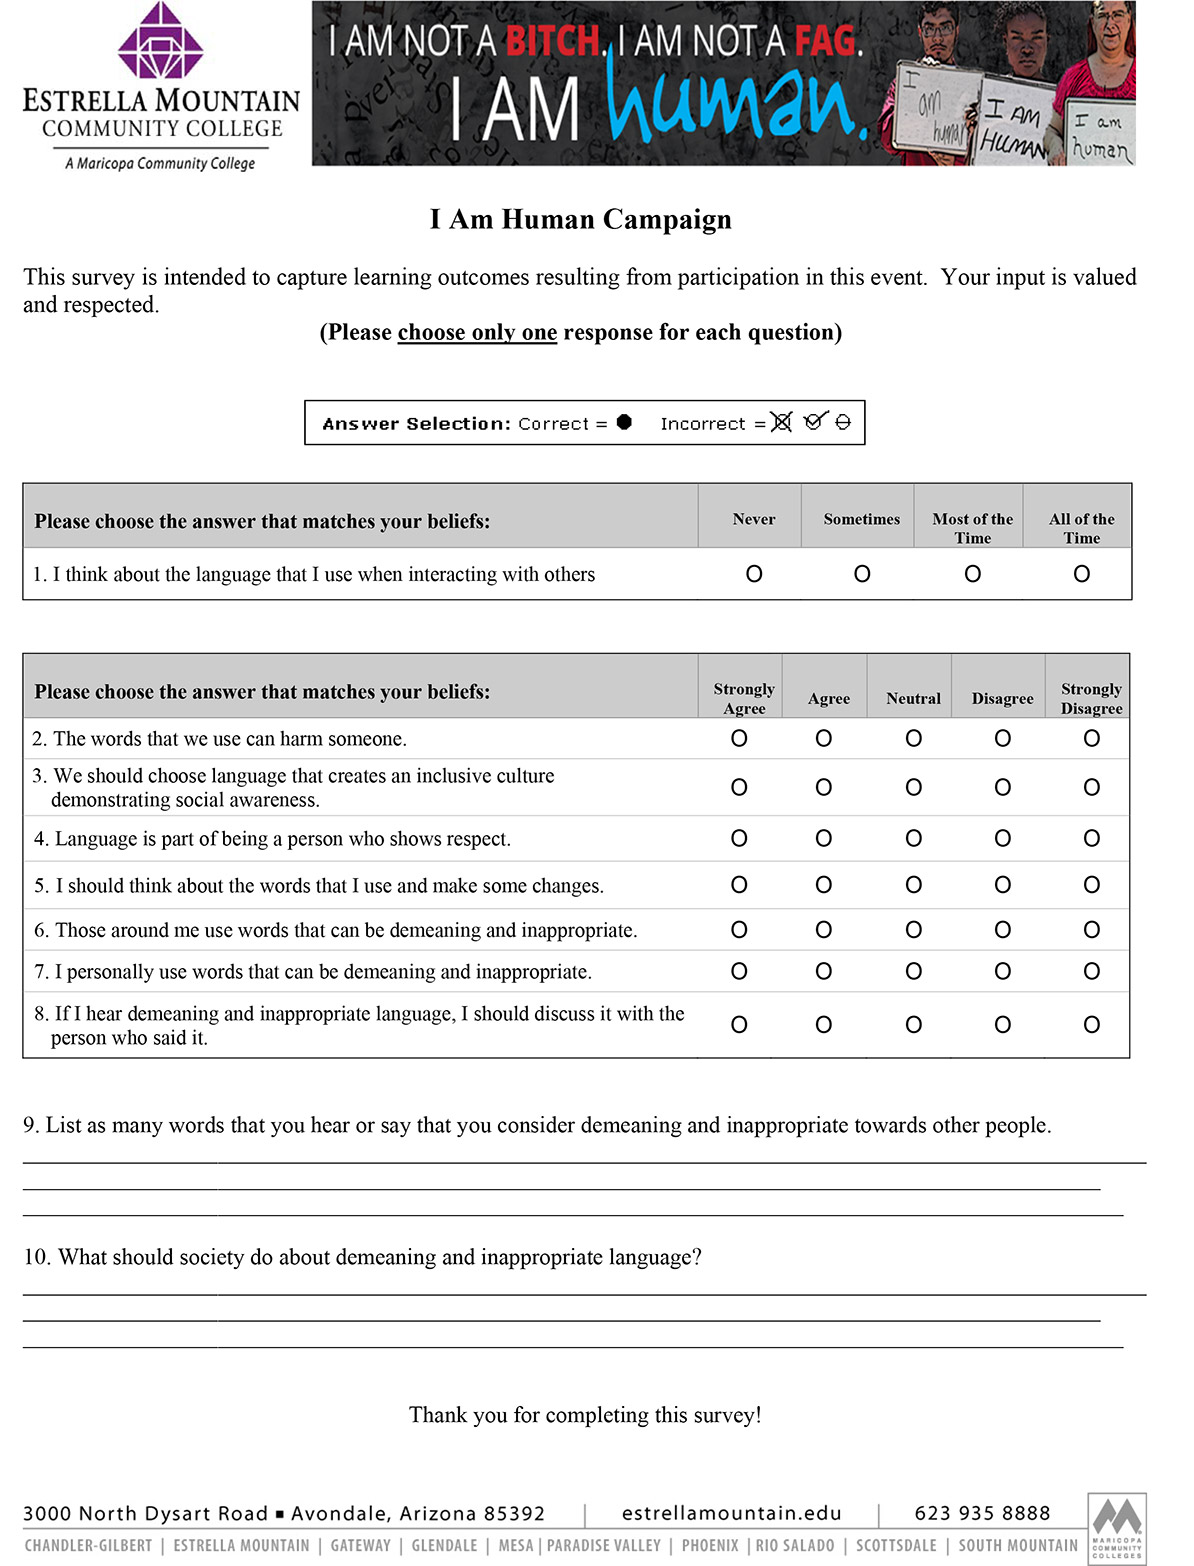 ESTRELLA MOUNTAIN
COMMUNITY COLLEGE
A Maricopa Community College
I AM NOT A BITCH. I AM NOT A FAG.
I AM human.
I
am
human
I AM
HUMAN
I am
human
I Am Human Campaign
This survey is intended to capture learning outcomes resulting from participation in this event. Your input is valued
and respected.
(Please choose only one response for each question)
Answer Selection: Correct = Incorrect =
Please choose the answer that matches your beliefs: Never Sometimes Most of the Time All of the Time
1. I think about the language that I use when interacting with others O O O O
Please choose the answer that matches your beliefs: Strongly Agree Agree Neutral Disagree Strongly Disagree
2. The words that we use can harm someone. O O O O O
3. We should choose language that creates an inclusive culture
demonstrating social awareness. O O O O O
4. Language is part of being a person who shows respect. O O O O O
5. I should think about the words that I use and make some changes. O O O O O
6. Those around me use words that can be demeaning and inappropriate. O O O O O
7. I personally use words that can be demeaning and inappropriate. O O O O O
8. If I hear demeaning and inappropriate language, I should discuss it with the
person who said it. O O O O O
9. List as many words that you hear or say that you consider demeaning and inappropriate towards other people.
10. What should society do about demeaning and inappropriate language?
Thank you for completing this survey!
3000 North Dysart Road ▪ Avondale, Arizona 85392 | estrellamountain.edu | 623 935 8888
CHANDLER-GILBERT | ESTRELLA MOUNTAIN | GATEWAY | GLENDALE | MESA | PARADISE VALLEY | PHOENIX | RIO SALADO | SCOTTSDALE | SOUTH MOUNTAIN
MARICOPA
COMMUNITY
COLLEGES